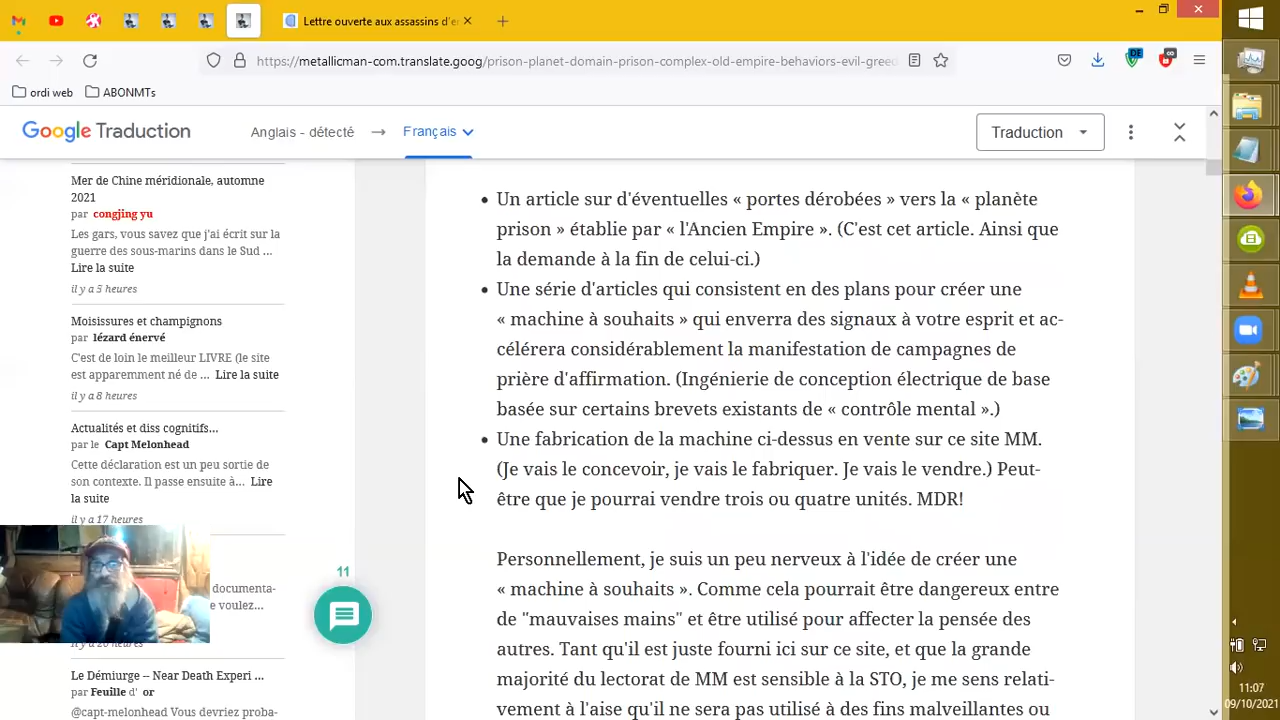 Lettre ouverte aux assassins d'e
https://metallicman-com.translate.goog/prison-planet-domain-prison-complex-old-empire-behaviors-evil-greed
ordi web
ABONMTs
Google Traduction
Anglais - détecté
Français
Traduction
Mer de Chine méridionale, automne
2021
par congjing yu
Les gars, vous savez que j'ai écrit sur la
guerre des sous-marins dans le Sud ...
Lire la suite
il y a 5 heures
Moisissures et champignons
par lézard énervé
C'est de loin le meilleur LIVRE (le site
est apparemment né de ... Lire la suite
il y a 8 heures
Actualités et diss cognitifs...
par le Capt Melonhead
Cette déclaration est un peu sortie de
son contexte. Il passe ensuite à... Lire
la suite
il y a 17 heures
documenta-
e voulez...
il y a 20 heures
Le Démiurge -- Near Death Experi ...
par Feuille d' or
@capt-melonhead Vous devriez proba-
• Un article sur d'éventuelles « portes dérobées » vers la « planète
prison » établie par « l'Ancien Empire ». (C'est cet article. Ainsi que
la demande à la fin de celui-ci.)
• Une série d'articles qui consistent en des plans pour créer une
« machine à souhaits » qui enverra des signaux à votre esprit et ac-
célérera considérablement la manifestation de campagnes de
prière d'affirmation. (Ingénierie de conception électrique de base
basée sur certains brevets existants de « contrôle mental ».)
• Une fabrication de la machine ci-dessus en vente sur ce site MM.
(Je vais le concevoir, je vais le fabriquer. Je vais le vendre.) Peut-
être que je pourrai vendre trois ou quatre unités. MDR!
Personnellement, je suis un peu nerveux à l'idée de créer une
« machine à souhaits ». Comme cela pourrait être dangereux entre
de "mauvaises mains" et être utilisé pour affecter la pensée des
autres. Tant qu'il est juste fourni ici sur ce site, et que la grande
majorité du lectorat de MM est sensible à la STO, je me sens relati-
vement à l'aise qu'il ne sera pas utilisé à des fins malveillantes ou
11
DE
11:07
09/10/2021